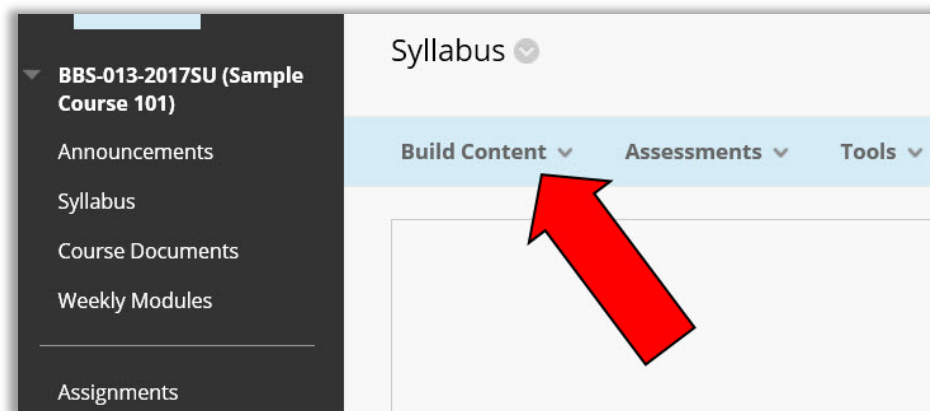 BBS-013-2017SU (Sample
Course 101)
Announcements
Syllabus
Course Documents
Weekly Modules
Assignments
Syllabus
Build Content Assessments Tools